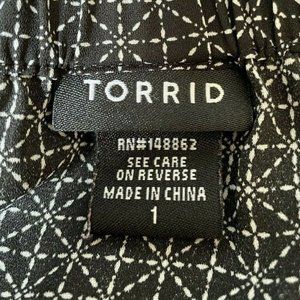 TORRID
RN#148862
SEE CARE
ON REVERSE
MADE IN CHINA
1